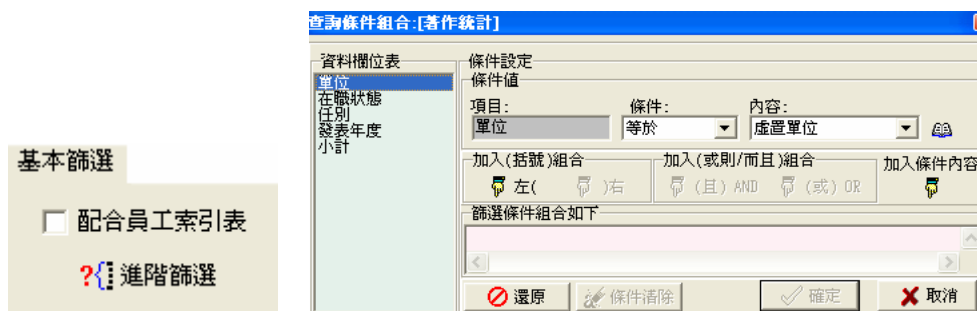 基本篩選
配合員工索引表
?{ 進階篩選
查詢條件組合:[著作統計]
資料欄位表
單位
在職狀態
任別
發表年度
小計
條件設定
條件值
項目: 條件: 內容:
單位 等於 虛置單位
加入(括號)組合 加入(或則/而且)組合 加入條件內容
左( )右 (且) AND (或) OR
篩選條件組合如下
還原 條件清除 確定 取消